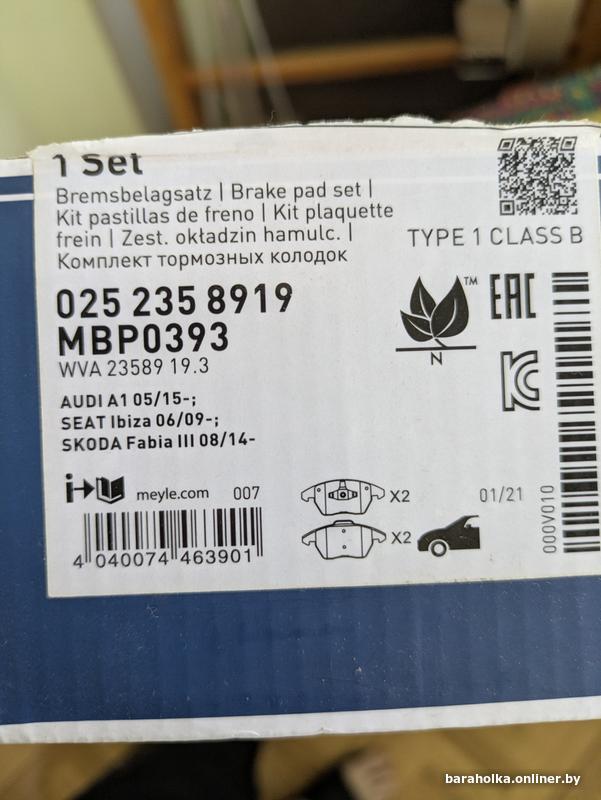 1 Set
Bremsbelagsatz | Brake pad set |
Kit pastillas de freno | Kit plaquette
frein | Zest. okładzin hamulc. |
Комплект тормозных колодок
TYPE 1 CLASS B
025 235 8919
MBP0393
WVA 23589 19.3
TM
EAC
N
AUDI A1 05/15-;
SEAT Ibiza 06/09-;
SKODA Fabia III 08/14-
meyle.com
007
X2
X2
01/21
000V010
4 040074 463901
baraholka.onliner.by